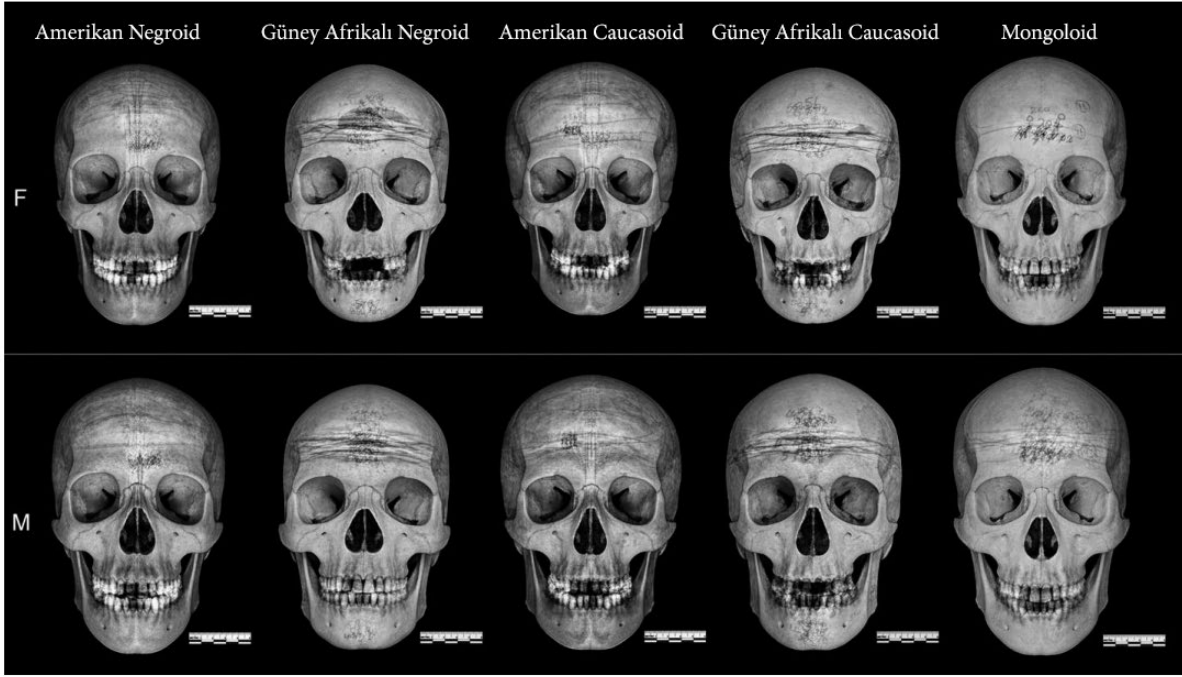 Amerikan Negroid
Güney Afrikalı Negroid
Amerikan Caucasoid
Güney Afrikalı Caucasoid
Mongoloid
F
M